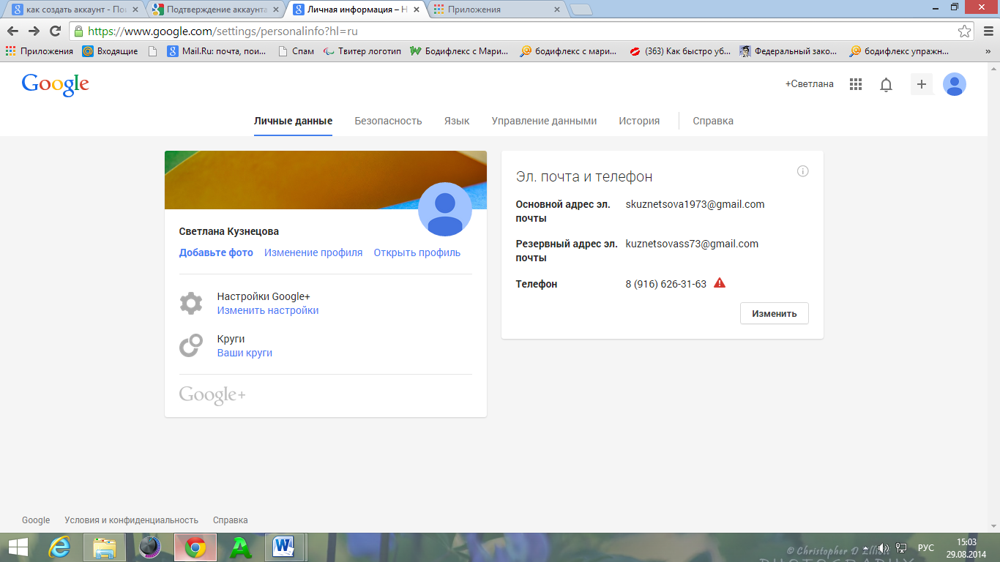 как создать аккаунт - Пои
Подтверждение аккаунта
Личная информация – Н
Приложения
https://www.google.com/settings/personalinfo?hl=ru
Приложения
Входящие
Mail.Ru: почта, пои...
Спам
Твитер логотип
Бодифлекс с Мари...
бодифлекс с мари...
(363) Как быстро уб...
Федеральный зако...
бодифлекс упражн...
»
Google
+Светлана
Личные данные
Безопасность
Язык
Управление данными
История
Справка
Светлана Кузнецова
Добавьте фото
Изменение профиля
Открыть профиль
Настройки Google+
Изменить настройки
Круги
Ваши круги
Google+
Эл. почта и телефон
Основной адрес эл. почты
skuznetsova1973@gmail.com
Резервный адрес эл. почты
kuznetsovass73@gmail.com
Телефон
8 (916) 626-31-63
Изменить
Google
Условия и конфиденциальность
Справка
© Christopher D Elliott
PHOTOGRAPHY
РУС
15:03
29.08.2014